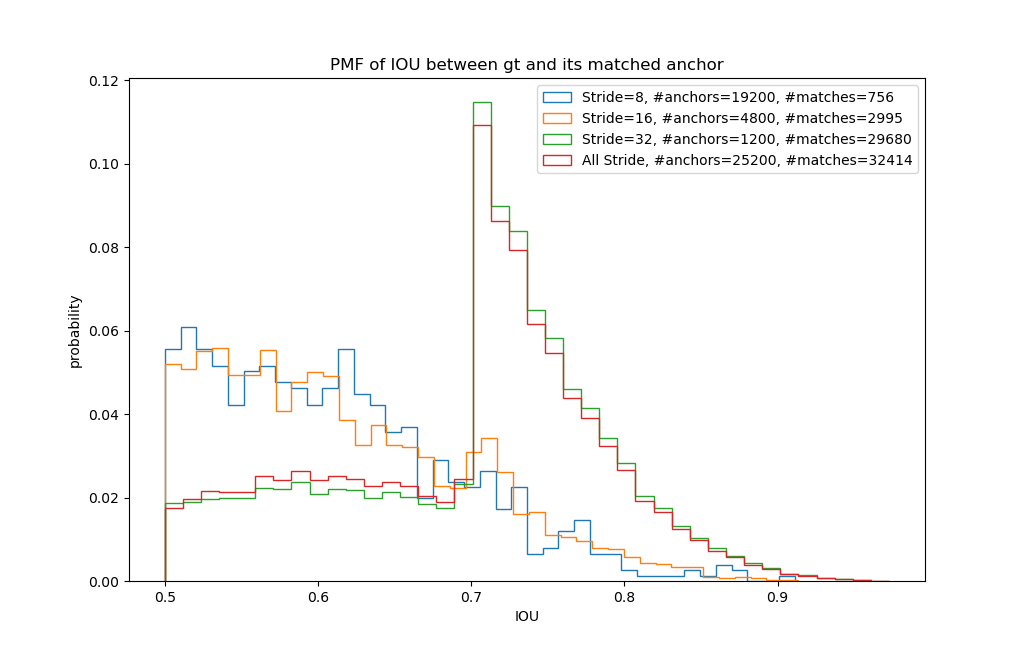 PMF of IOU between gt and its matched anchor
Stride=8, #anchors=19200, #matches=756
Stride=16, #anchors=4800, #matches=2995
Stride=32, #anchors=1200, #matches=29680
All Stride, #anchors=25200, #matches=32414
probability
0.12
0.10
0.08
0.06
0.04
0.02
0.00
0.5 0.6 0.7 0.8 0.9
IOU